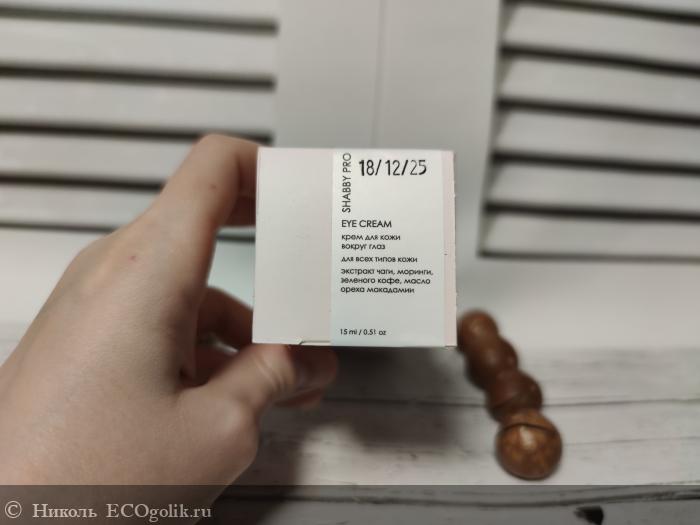 SHABBY PRO
18/12/25
EYE CREAM
крем для кожи
вокруг глаз
для всех типов кожи
экстракт чаги, моринги,
зеленого кофе, масло
ореха макадамии
15 ml / 0.51 oz
© Николь ECOgolik.ru